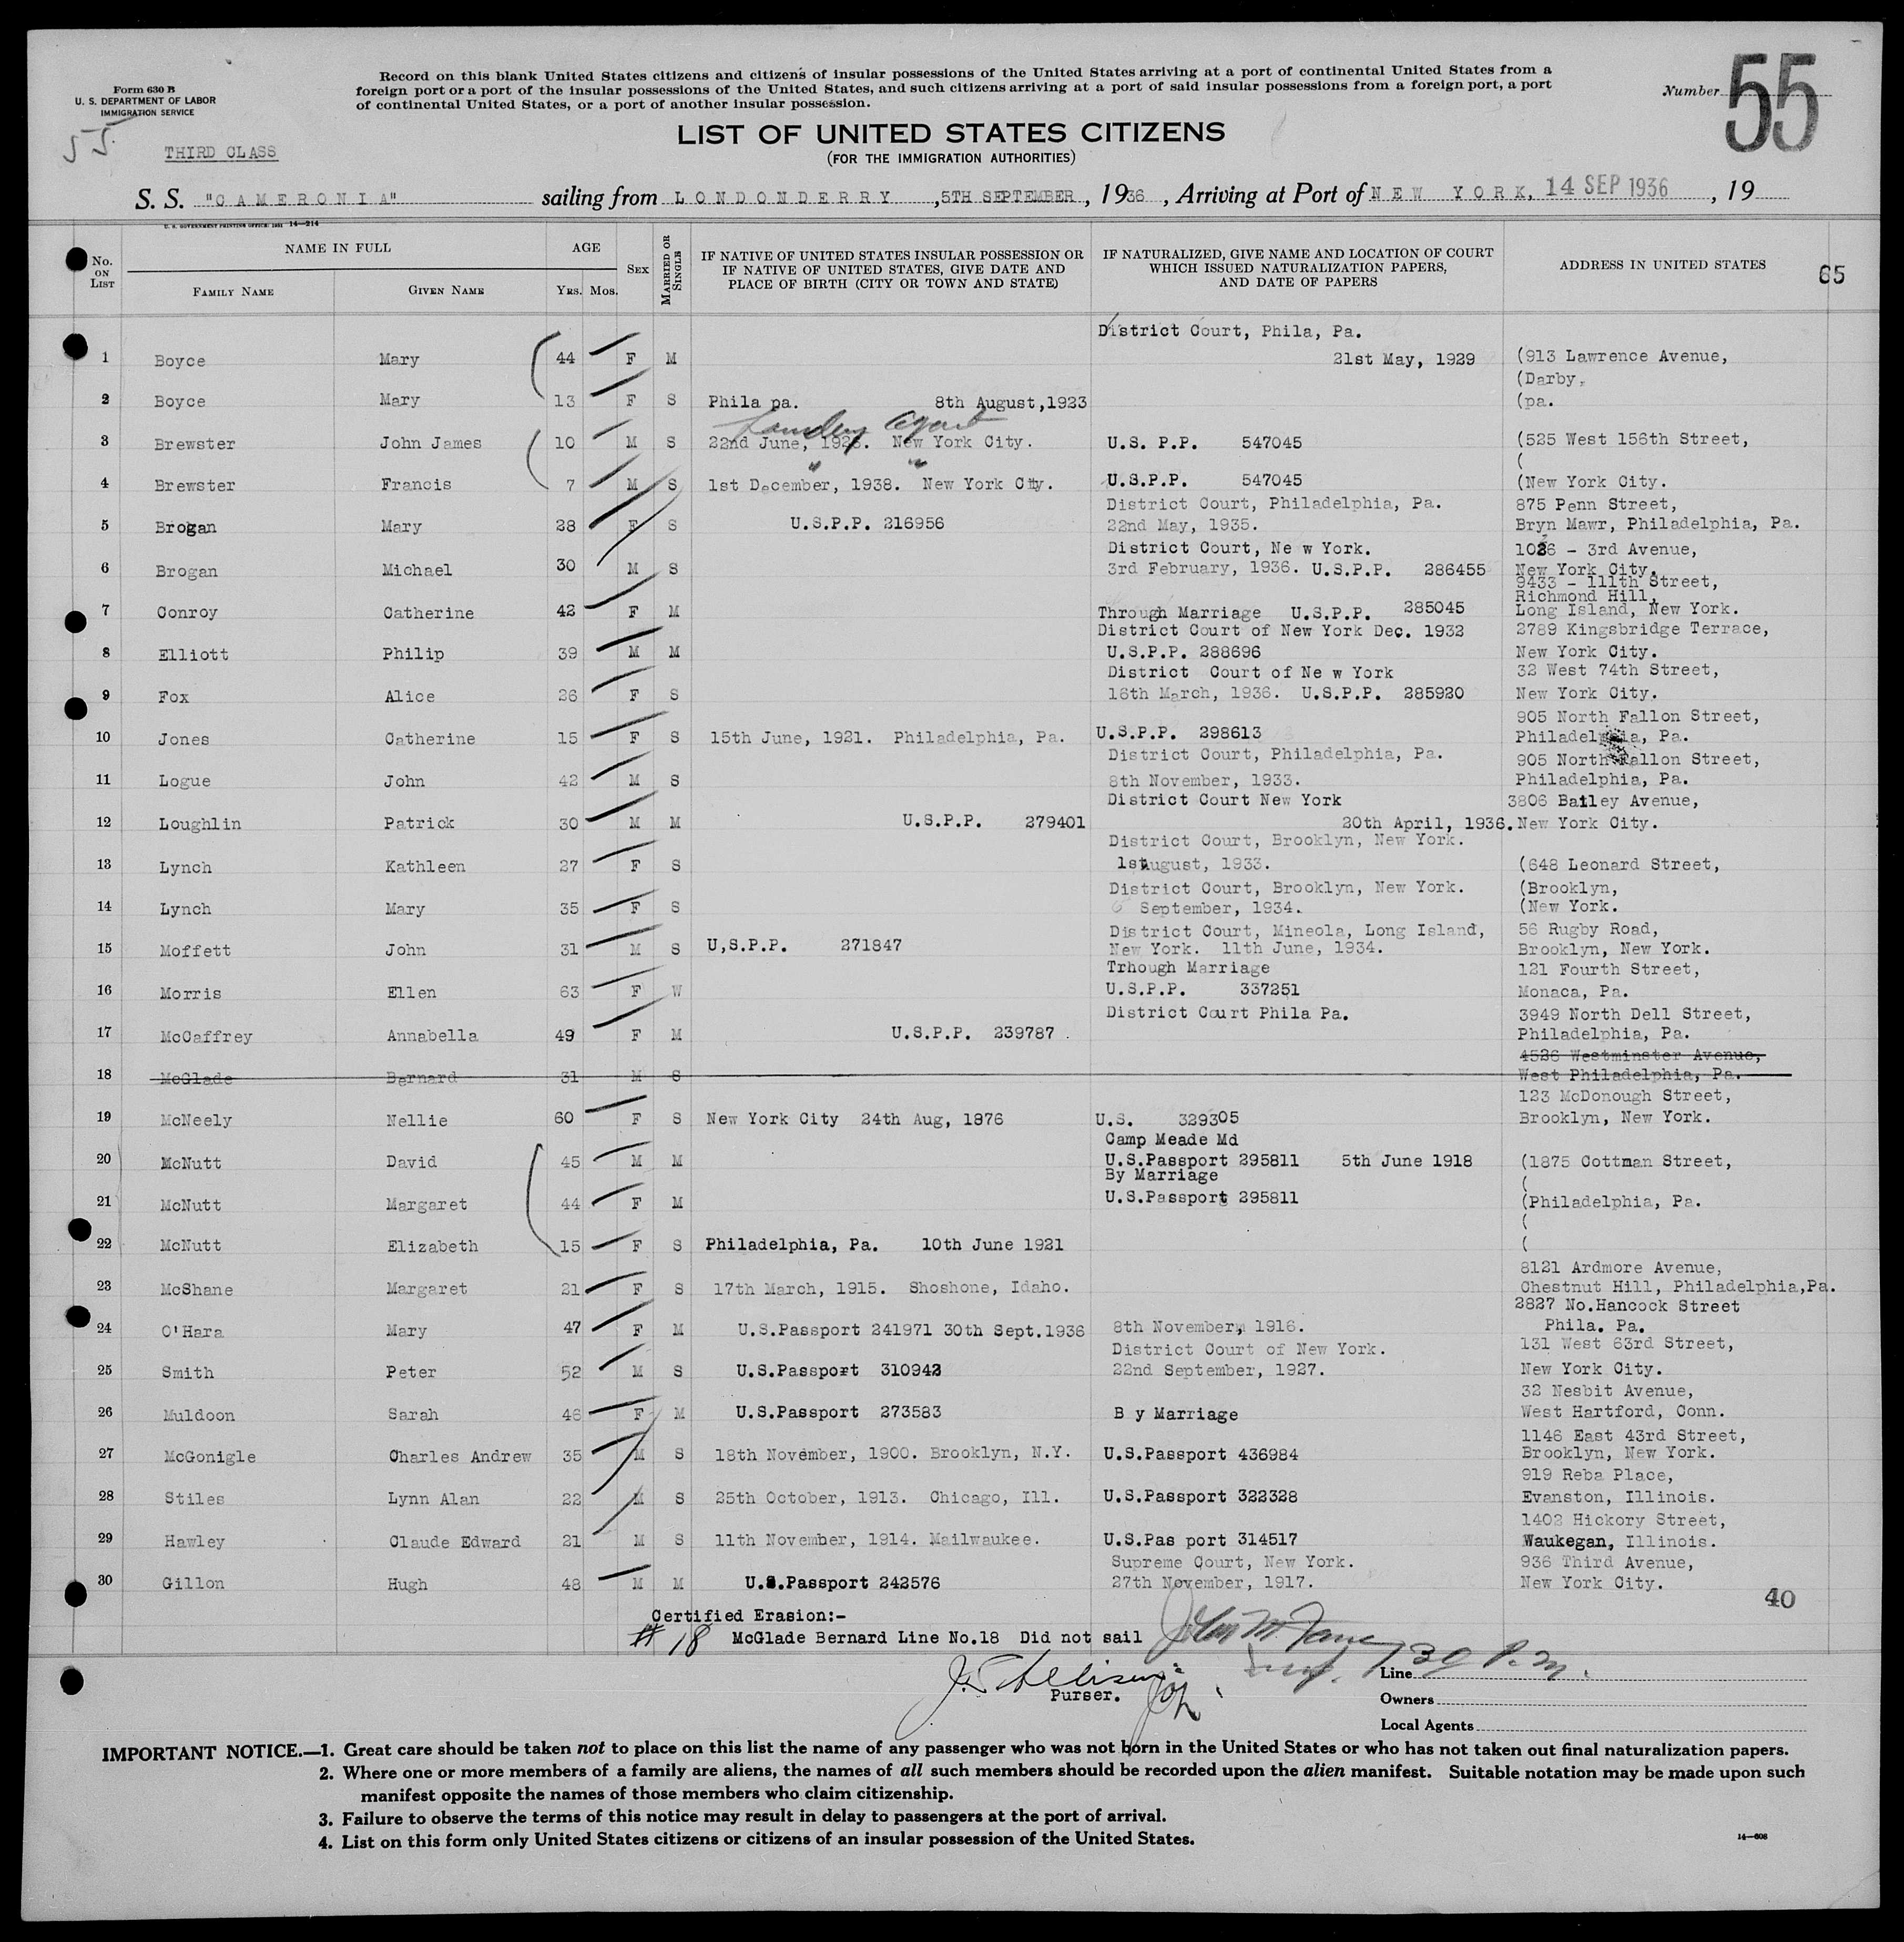 Form 630 B
U. S. DEPARTMENT OF LABOR
IMMIGRATION SERVICE
55
THIRD CLASS
Record on this blank United States citizens and citizens of insular possessions of the United States arriving at a port of continental United States from a
foreign port or a port of the insular possessions of the United States, and such citizens arriving at a port of said insular possessions from a foreign port, a port
of continental United States, or a port of another insular possession.
Number 55
LIST OF UNITED STATES CITIZENS
(FOR THE IMMIGRATION AUTHORITIES)
S. S. "CAMERONIA" sailing from LONDONDERRY, 5TH SEPTEMBER, 1936, Arriving at Port of NEW YORK, 14 SEP 1936, 19
U. S. GOVERNMENT PRINTING OFFICE: 1931 14—214
No. ON LIST
NAME IN FULL
FAMILY NAME GIVEN NAME
AGE
YRS. MOS.
SEX
MARRIED OR SINGLE
IF NATIVE OF UNITED STATES INSULAR POSSESSION OR
IF NATIVE OF UNITED STATES, GIVE DATE AND
PLACE OF BIRTH (CITY OR TOWN AND STATE)
IF NATURALIZED, GIVE NAME AND LOCATION OF COURT
WHICH ISSUED NATURALIZATION PAPERS,
AND DATE OF PAPERS
ADDRESS IN UNITED STATES
65
District Court, Phila, Pa.
1 Boyce Mary 44 F M 21st May, 1929 (913 Lawrence Avenue,
(Darby,
2 Boyce Mary 13 F S Phila pa. 8th August,1923 (pa.
3 Brewster John James 10 M S 22nd June, 1926. New York City. U.S. P.P. 547045 (525 West 156th Street,
(
4 Brewster Francis 7 M S 1st December, 1938. " New York City. " U.S.P.P. 547045 (New York City.
District Court, Philadelphia, Pa. 875 Penn Street,
5 Brogan Mary 28 F S U.S.P.P. 216956 22nd May, 1935. Bryn Mawr, Philadelphia, Pa.
District Court, Ne w York. 1026 - 3rd Avenue,
6 Brogan Michael 30 M S 3rd February, 1936. U.S.P.P. 286455 New York City.
9433 - 111th Street,
Richmond Hill,
7 Conroy Catherine 42 F M Through Marriage U.S.P.P. 285045 Long Island, New York.
District Court of New York Dec. 1932 2789 Kingsbridge Terrace,
8 Elliott Philip 39 M M U.S.P.P. 288696 New York City.
District Court of Ne w York 32 West 74th Street,
9 Fox Alice 26 F S 16th March, 1936. U.S.P.P. 285920 New York City.
905 North Fallon Street,
10 Jones Catherine 15 F S 15th June, 1921. Philadelphia, Pa. U.S.P.P. 298613 Philadelphia, Pa.
District Court, Philadelphia, Pa. 905 North Fallon Street,
11 Logue John 42 M S 8th November, 1933. Philadelphia, Pa.
District Court New York 3806 Bailey Avenue,
12 Loughlin Patrick 30 M M U.S.P.P. 279401 20th April, 1936. New York City.
District Court, Brooklyn, New York.
13 Lynch Kathleen 27 F S 1st August, 1933. (648 Leonard Street,
District Court, Brooklyn, New York. (Brooklyn,
14 Lynch Mary 35 F S September, 1934. (New York.
District Court, Mineola, Long Island, 56 Rugby Road,
15 Moffett John 31 M S U,S.P.P. 271847 New York. 11th June, 1934. Brooklyn, New York.
Trhough Marriage 121 Fourth Street,
16 Morris Ellen 63 F W U.S.P.P. 337251 Monaca, Pa.
District Court Phila Pa. 3949 North Dell Street,
17 McCaffrey Annabella 49 F M U.S.P.P. 239787 . Philadelphia, Pa.
4526 Westminster Avenue,
18 McGlade Bernard 31 M S West Philadelphia, Pa.
123 McDonough Street,
19 McNeely Nellie 60 F S New York City 24th Aug, 1876 U.S. 329305 Brooklyn, New York.
Camp Meade Md
20 McNutt David 45 M M U.S.Passport 295811 5th June 1918 (1875 Cottman Street,
By Marriage (
21 McNutt Margaret 44 F M U.S.Passport 295811 (Philadelphia, Pa.
(
22 McNutt Elizabeth 15 F S Philadelphia, Pa. 10th June 1921 (
8121 Ardmore Avenue,
23 McShane Margaret 21 F S 17th March, 1915. Shoshone, Idaho. Chestnut Hill, Philadelphia,Pa.
2827 No.Hancock Street
24 O'Hara Mary 47 F M U.S.Passport 241971 30th Sept.1936 8th November, 1916. Phila. Pa.
District Court of New York. 131 West 63rd Street,
25 Smith Peter 52 M S U.S.Passport 310942 22nd September, 1927. New York City.
32 Nesbit Avenue,
26 Muldoon Sarah 46 F M U.S.Passport 273583 B y Marriage West Hartford, Conn.
1146 East 43rd Street,
27 McGonigle Charles Andrew 35 M S 18th November, 1900. Brooklyn, N.Y. U.S.Passport 436984 Brooklyn, New York.
919 Reba Place,
28 Stiles Lynn Alan 22 M S 25th October, 1913. Chicago, Ill. U.S.Passport 322328 Evanston, Illinois.
1402 Hickory Street,
29 Hawley Claude Edward 21 M S 11th November, 1914. Mailwaukee. U.S.Pas port 314517 Waukegan, Illinois.
Supreme Court, New York. 936 Third Avenue,
30 Gillon Hugh 48 M M U.S.Passport 242576 27th November, 1917. New York City.
40
Certified Erasion:-
# 18 McGlade Bernard Line No.18 Did not sail
Purser.
Line
Owners
Local Agents
IMPORTANT NOTICE.—1. Great care should be taken not to place on this list the name of any passenger who was not born in the United States or who has not taken out final naturalization papers.
2. Where one or more members of a family are aliens, the names of all such members should be recorded upon the alien manifest. Suitable notation may be made upon such
manifest opposite the names of those members who claim citizenship.
3. Failure to observe the terms of this notice may result in delay to passengers at the port of arrival.
4. List on this form only United States citizens or citizens of an insular possession of the United States.
14—608